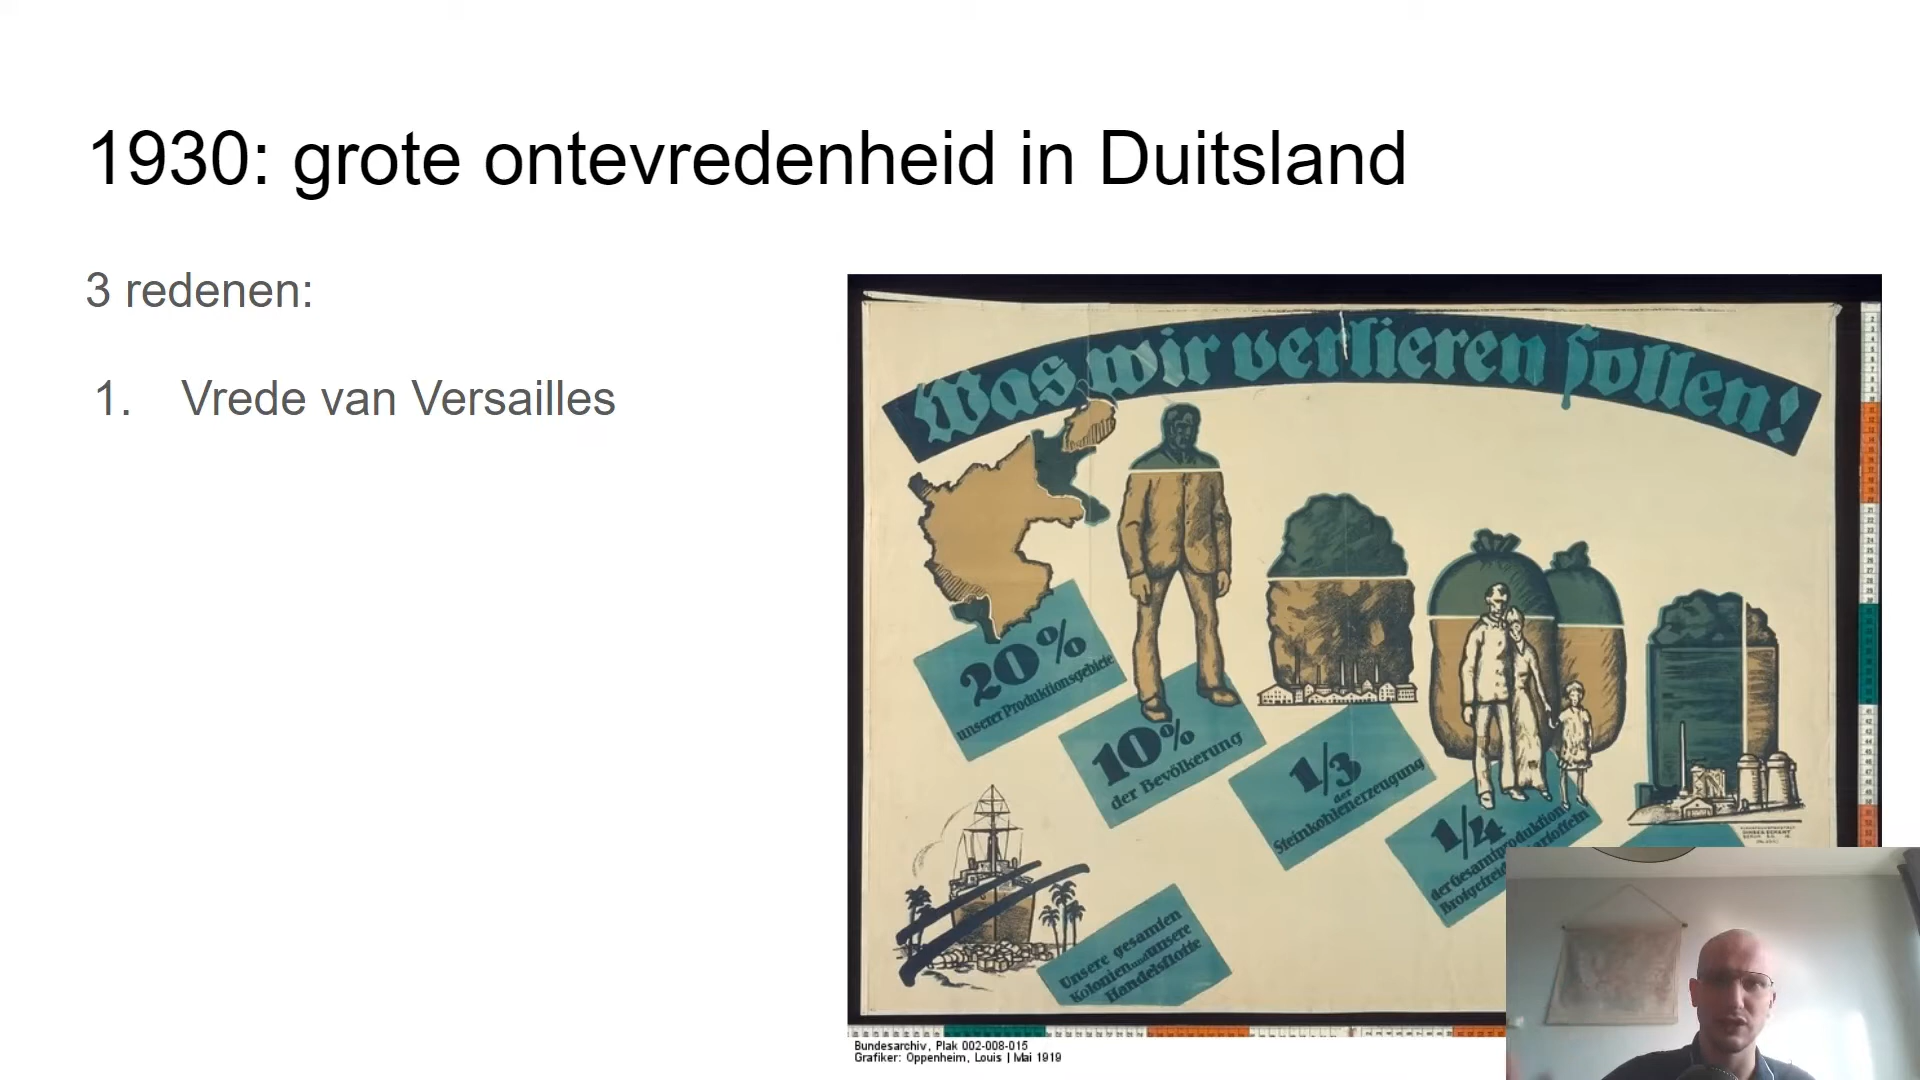 1930: grote ontevredenheid in Duitsland
3 redenen:
1. Vrede van Versailles
Was wir verlieren sollen!
20%
unserer Produktionsgebiete
10%
der Bevölkerung
1/3
der
Steinkohlenerzeugung
1/4
der Gesamtproduktion
Unsere gesamten
Kolonien und unsere
Handelsflotte
Bundesarchiv, Plak 002-008-015
Grafiker: Oppenheim, Louis | Mai 1919